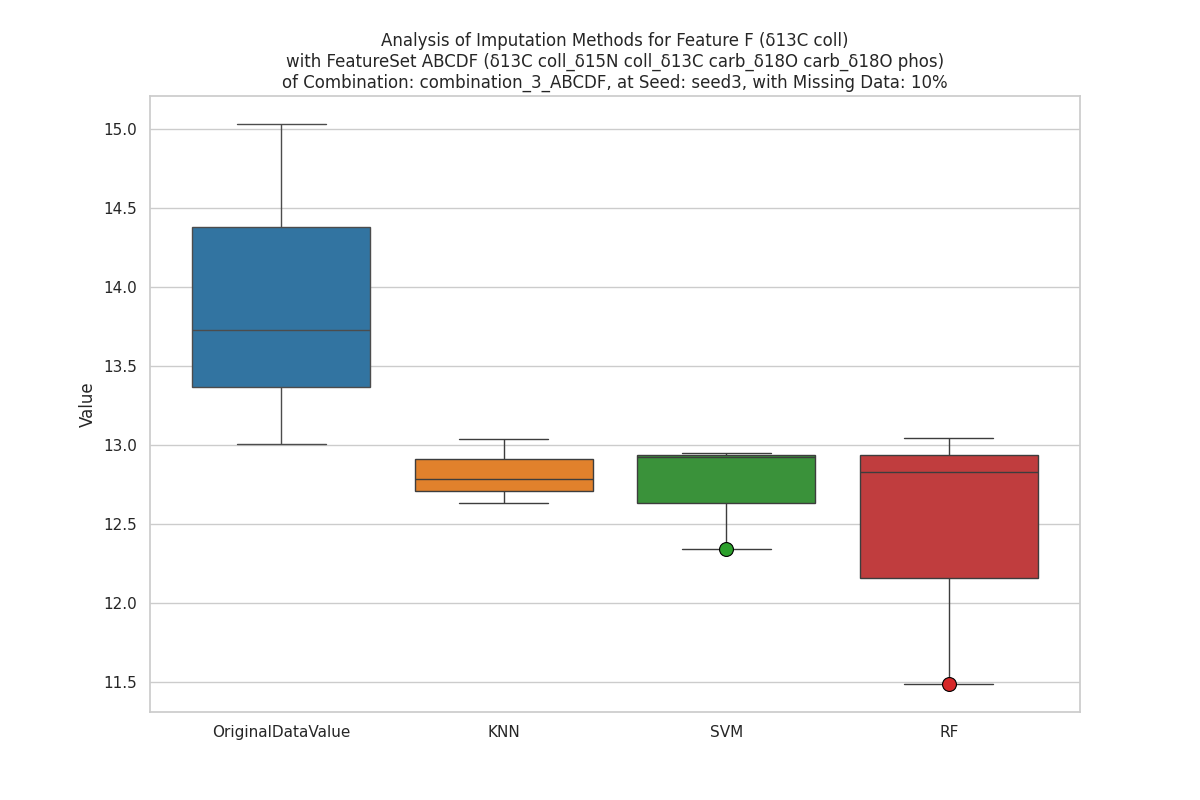 Analysis of Imputation Methods for Feature F (δ13C coll)
with FeatureSet ABCDF (δ13C coll_δ15N coll_δ13C carb_δ18O carb_δ18O phos)
of Combination: combination_3_ABCDF, at Seed: seed3, with Missing Data: 10%
15.0
14.5
14.0
13.5
13.0
12.5
12.0
11.5
Value
OriginalDataValue
KNN
SVM
RF